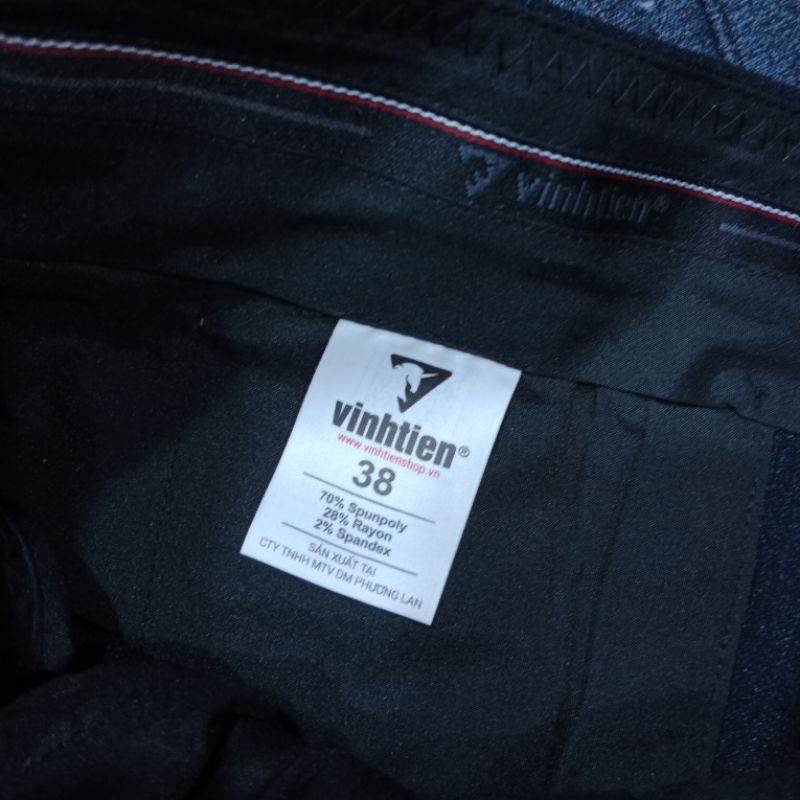 vinhtien®
vinhtien®
www.vinhtienshop.vn
38
70% Spunpoly
28% Rayon
2% Spandex
SẢN XUẤT TẠI
CTY TNHH MTV DM PHƯƠNG LAN